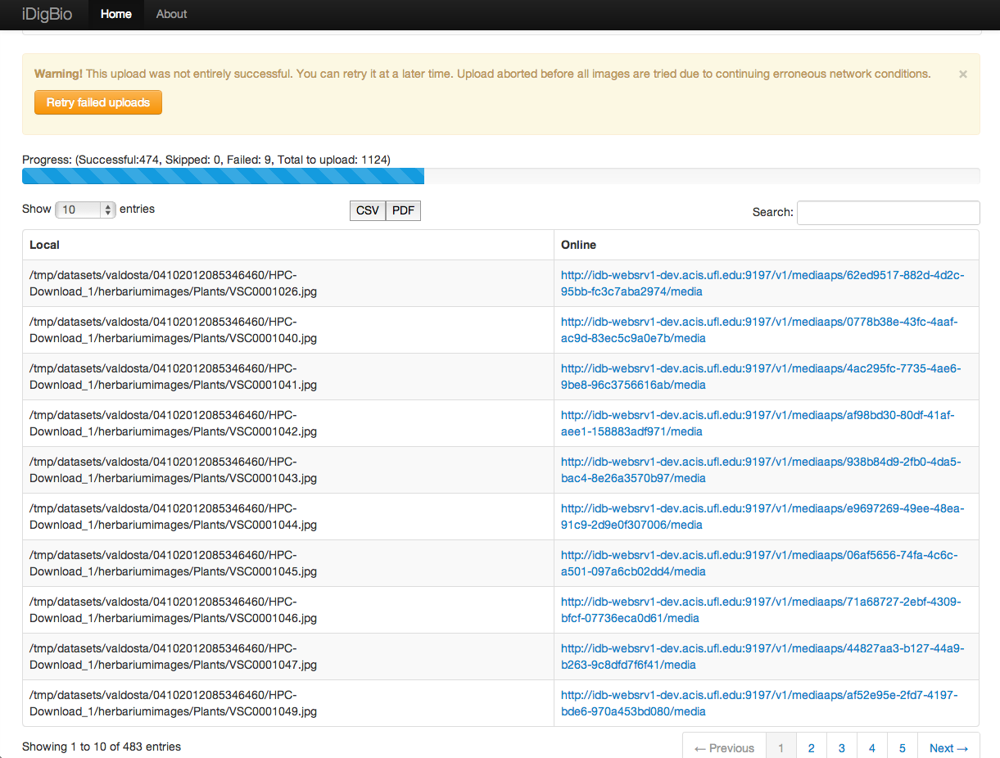 iDigBio Home About
Warning! This upload was not entirely successful. You can retry it at a later time. Upload aborted before all images are tried due to continuing erroneous network conditions. ×
Retry failed uploads
Progress: (Successful:474, Skipped: 0, Failed: 9, Total to upload: 1124)
Show 10 entries CSV PDF Search:
Local Online
/tmp/datasets/valdosta/04102012085346460/HPC-
Download_1/herbariumimages/Plants/VSC0001026.jpg
http://idb-websrv1-dev.acis.ufl.edu:9197/v1/mediaaps/62ed9517-882d-4d2c-
95bb-fc3c7aba2974/media
/tmp/datasets/valdosta/04102012085346460/HPC-
Download_1/herbariumimages/Plants/VSC0001040.jpg
http://idb-websrv1-dev.acis.ufl.edu:9197/v1/mediaaps/0778b38e-43fc-4aaf-
ac9d-83ec5c9a0e7b/media
/tmp/datasets/valdosta/04102012085346460/HPC-
Download_1/herbariumimages/Plants/VSC0001041.jpg
http://idb-websrv1-dev.acis.ufl.edu:9197/v1/mediaaps/4ac295fc-7735-4ae6-
9be8-96c3756616ab/media
/tmp/datasets/valdosta/04102012085346460/HPC-
Download_1/herbariumimages/Plants/VSC0001042.jpg
http://idb-websrv1-dev.acis.ufl.edu:9197/v1/mediaaps/af98bd30-80df-41af-
aee1-158883adf971/media
/tmp/datasets/valdosta/04102012085346460/HPC-
Download_1/herbariumimages/Plants/VSC0001043.jpg
http://idb-websrv1-dev.acis.ufl.edu:9197/v1/mediaaps/938b84d9-2fb0-4da5-
bac4-8e26a3570b97/media
/tmp/datasets/valdosta/04102012085346460/HPC-
Download_1/herbariumimages/Plants/VSC0001044.jpg
http://idb-websrv1-dev.acis.ufl.edu:9197/v1/mediaaps/e9697269-49ee-48ea-
91c9-2d9e0f307006/media
/tmp/datasets/valdosta/04102012085346460/HPC-
Download_1/herbariumimages/Plants/VSC0001045.jpg
http://idb-websrv1-dev.acis.ufl.edu:9197/v1/mediaaps/06af5656-74fa-4c6c-
a501-097a6cb02dd4/media
/tmp/datasets/valdosta/04102012085346460/HPC-
Download_1/herbariumimages/Plants/VSC0001046.jpg
http://idb-websrv1-dev.acis.ufl.edu:9197/v1/mediaaps/71a68727-2ebf-4309-
bfcf-07736eca0d61/media
/tmp/datasets/valdosta/04102012085346460/HPC-
Download_1/herbariumimages/Plants/VSC0001047.jpg
http://idb-websrv1-dev.acis.ufl.edu:9197/v1/mediaaps/44827aa3-b127-44a9-
b263-9c8dfd7f6f41/media
/tmp/datasets/valdosta/04102012085346460/HPC-
Download_1/herbariumimages/Plants/VSC0001049.jpg
http://idb-websrv1-dev.acis.ufl.edu:9197/v1/mediaaps/af52e95e-2fd7-4197-
bde6-970a453bd080/media
Showing 1 to 10 of 483 entries ← Previous 1 2 3 4 5 Next →